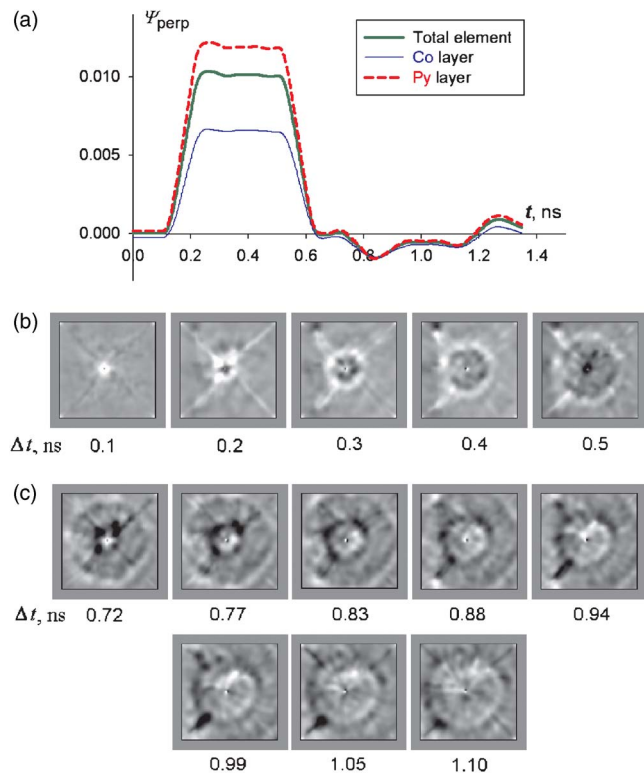 (a)
Ψperp
Total element
Co layer
Py layer
0.010
0.005
0.000
t, ns
0.0 0.2 0.4 0.6 0.8 1.0 1.2 1.4
(b)
Δt, ns 0.1 0.2 0.3 0.4 0.5
(c)
Δt, ns 0.72 0.77 0.83 0.88 0.94
0.99 1.05 1.10